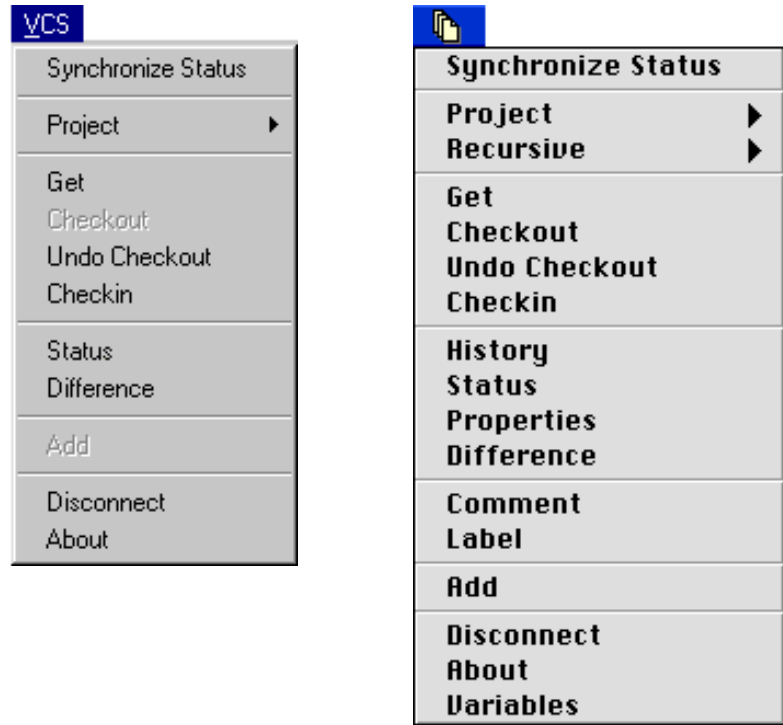 VCS
Synchronize Status
Project
Get
Checkout
Undo Checkout
Checkin
Status
Difference
Add
Disconnect
About
Synchronize Status
Project
Recursive
Get
Checkout
Undo Checkout
Checkin
History
Status
Properties
Difference
Comment
Label
Add
Disconnect
About
Variables